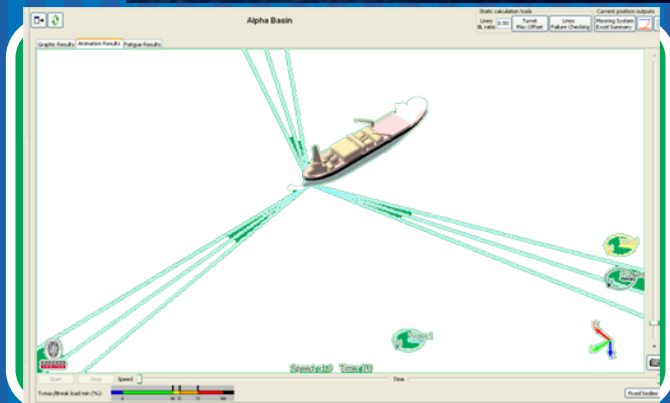 Alpha Basin
Static calculation tools
Current position outputs
Lines
BL ratio: 0.50
Turret
Max Offset
Lines
Failure Checking
Mooring System
Excel Summary
Graphic Results Animation Results Fatigue Results
Start Stop Speed Time
Tmax/Break load min (%):
Fixed bodies